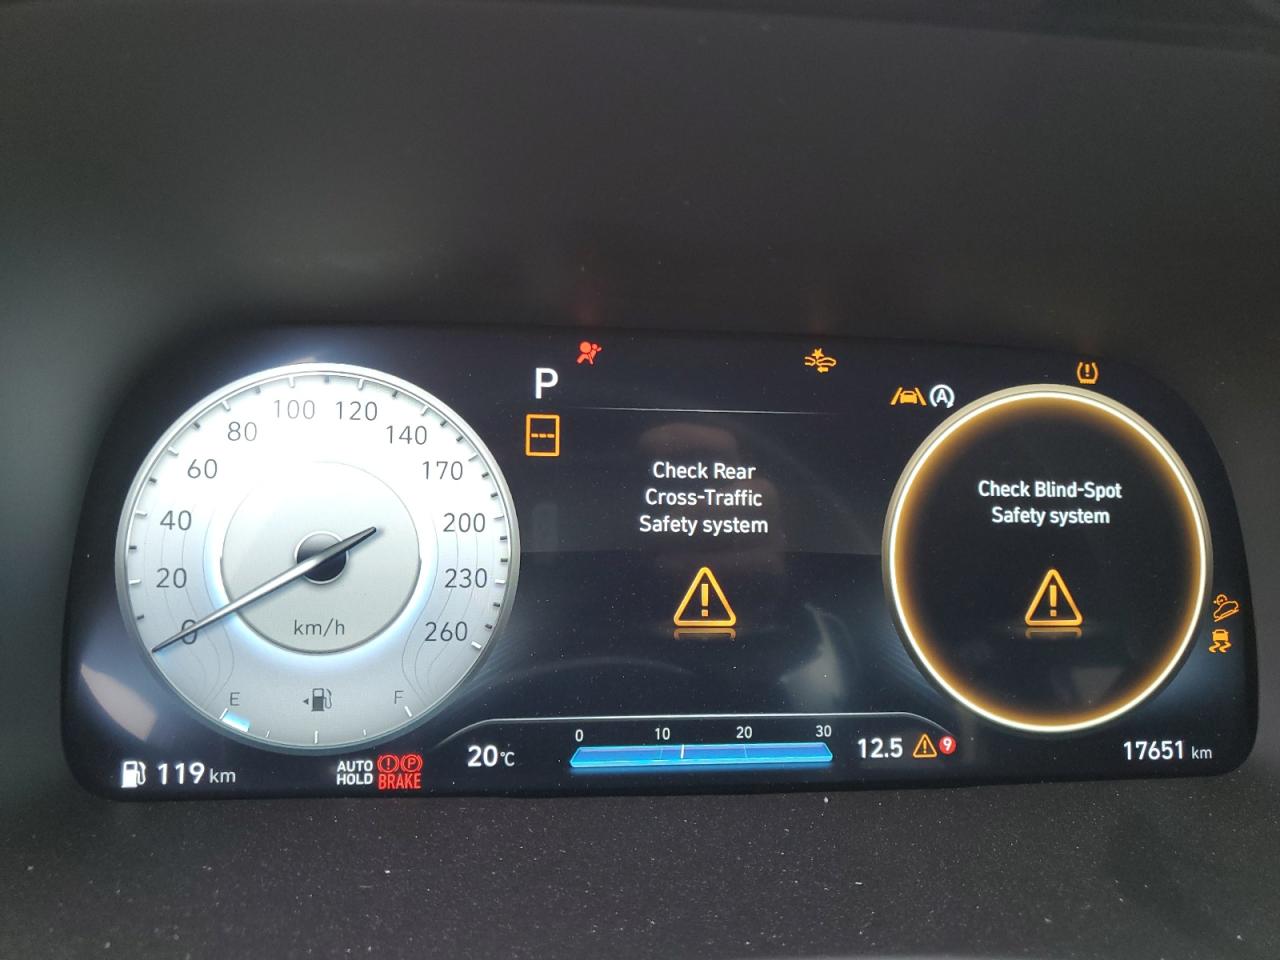 P
0
20
40
60
80
100
120
140
170
200
230
260
km/h
E
F
119 km
AUTO
HOLD
P
BRAKE
Check Rear
Cross-Traffic
Safety system
20°C
0
10
20
30
12.5
9
A
Check Blind-Spot
Safety system
17651 km